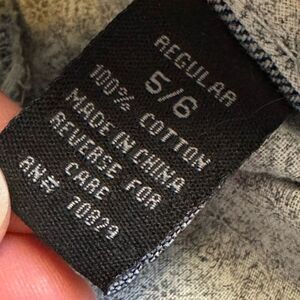 REGULAR
5/6
100% COTTON
MADE IN CHINA
REVERSE FOR
CARE
RN# 70829